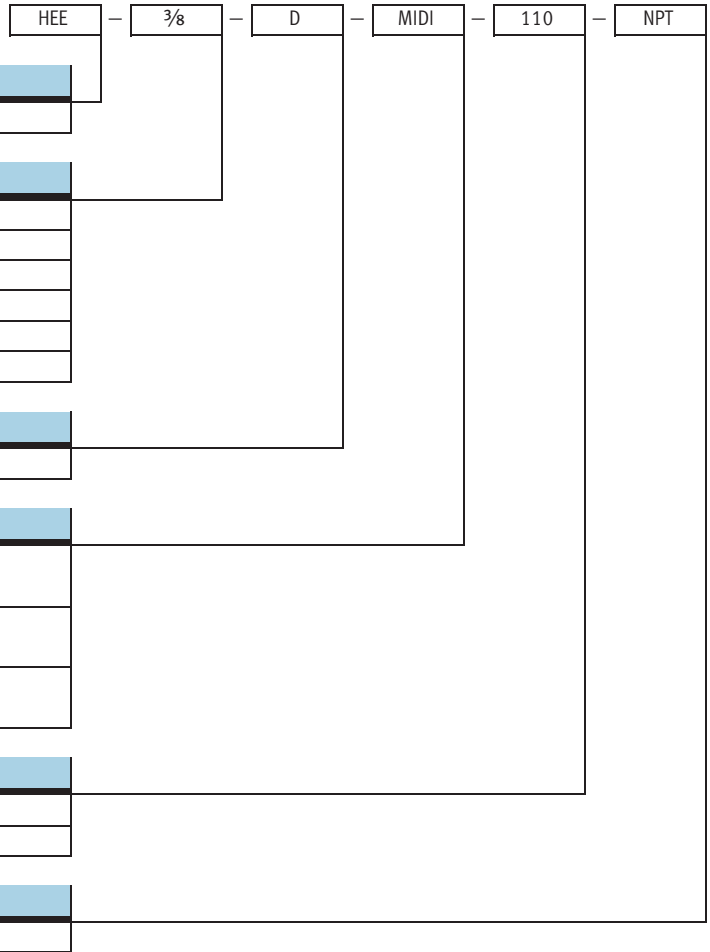 HEE – ⅜ – D – MIDI – 110 – NPT